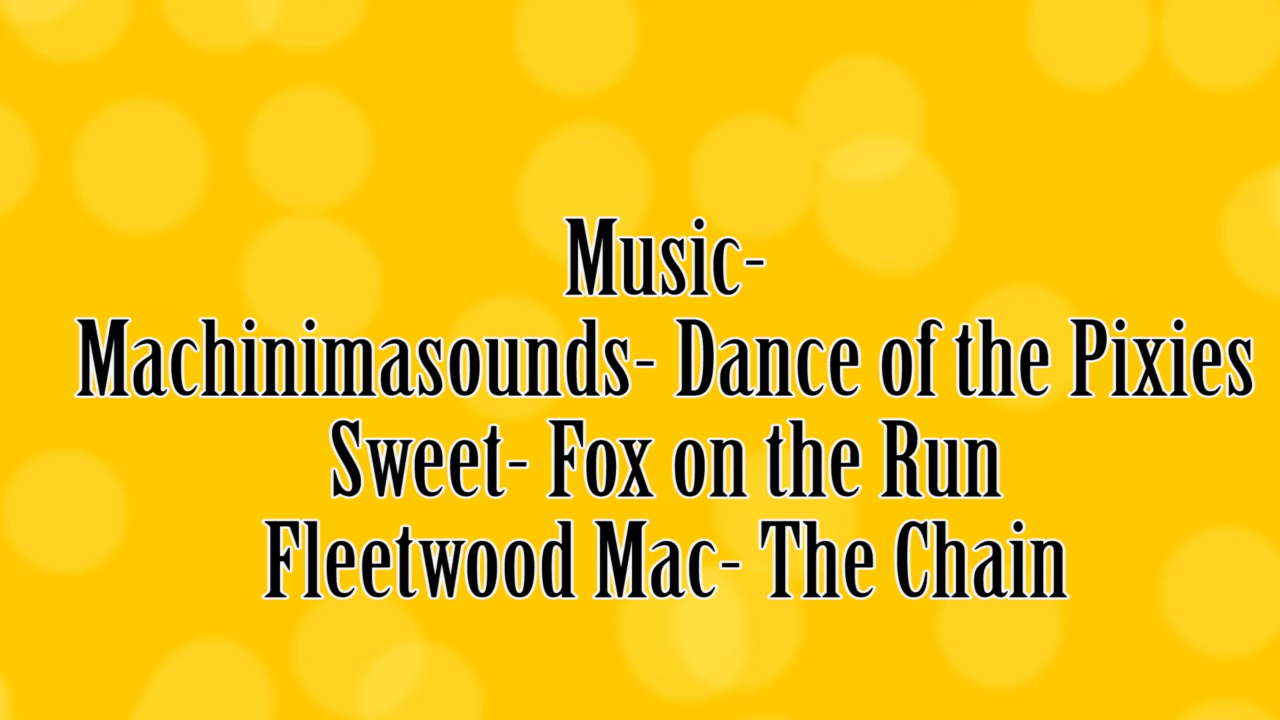 Music-
Machinimasounds- Dance of the Pixies
Sweet- Fox on the Run
Fleetwood Mac- The Chain